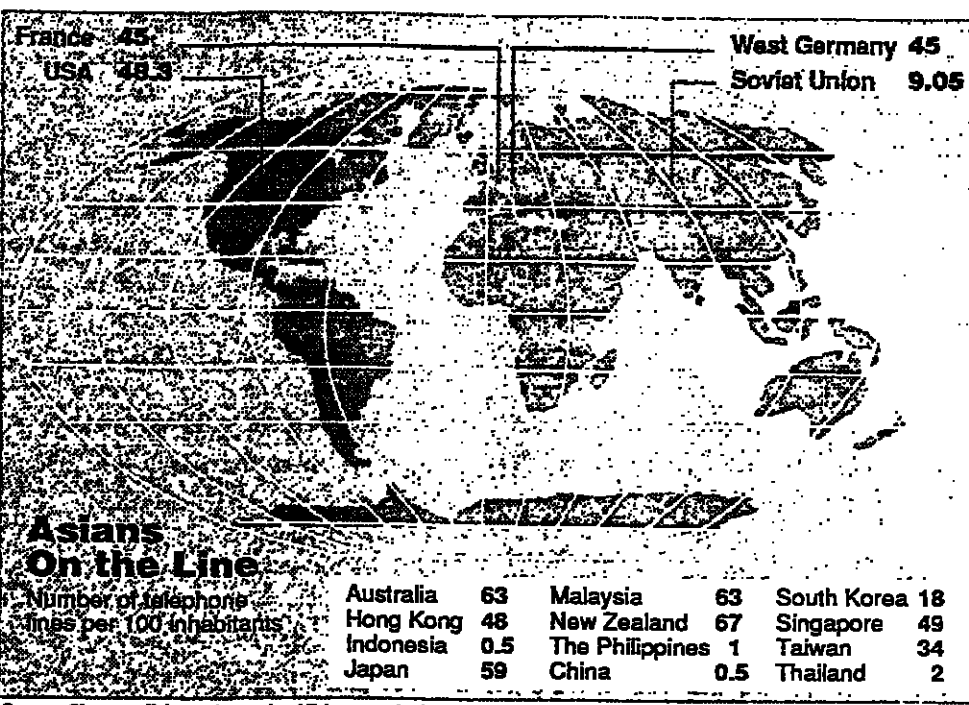 France 45
USA 48.3
West Germany 45
Soviet Union 9.05
Asians
On the Line
Number of telephone
lines per 100 inhabitants
Australia 63 Malaysia 63 South Korea 18
Hong Kong 48 New Zealand 67 Singapore 49
Indonesia 0.5 The Philippines 1 Taiwan 34
Japan 59 China 0.5 Thailand 2